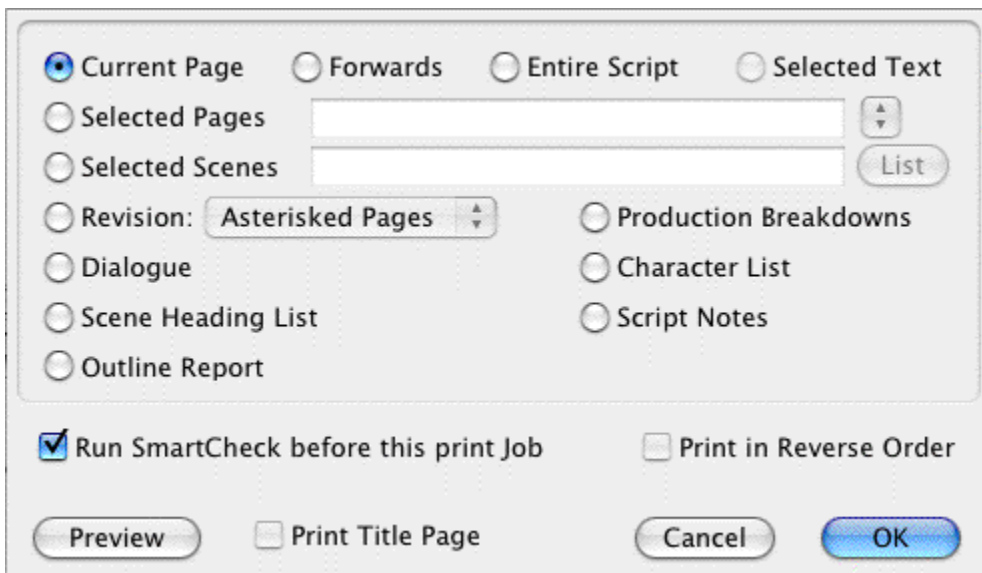 Current Page Forwards Entire Script Selected Text
Selected Pages
Selected Scenes List
Revision: Asterisked Pages Production Breakdowns
Dialogue Character List
Scene Heading List Script Notes
Outline Report
Run SmartCheck before this print Job Print in Reverse Order
Preview Print Title Page Cancel OK